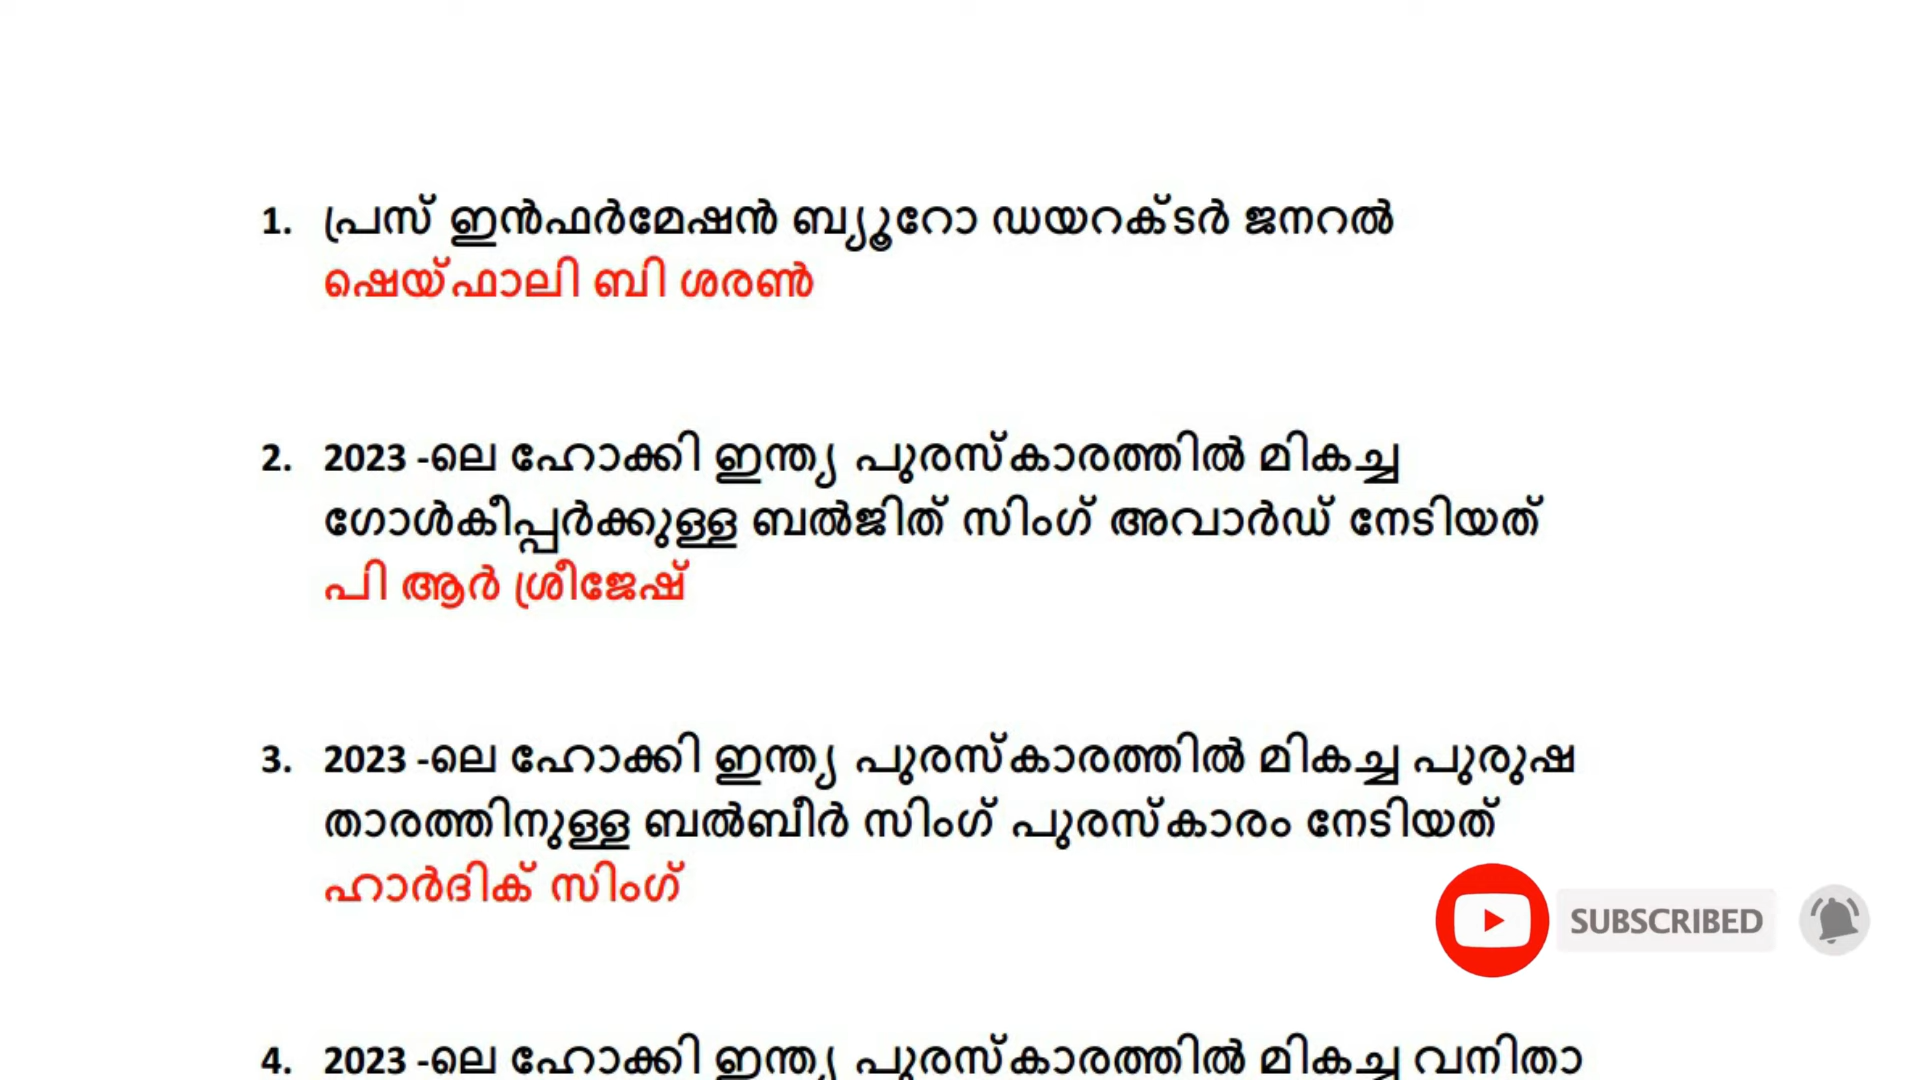 1. പ്രസ് ഇൻഫർമേഷൻ ബ്യൂറോ ഡയറക്ടർ ജനറൽ
ഷെയ്ഫാലി ബി ശരൺ
2. 2023 -ലെ ഹോക്കി ഇന്ത്യ പുരസ്കാരത്തിൽ മികച്ച
ഗോൾകീപ്പർക്കുള്ള ബൽജിത് സിംഗ് അവാർഡ് നേടിയത്
പി ആർ ശ്രീജേഷ്
3. 2023 -ലെ ഹോക്കി ഇന്ത്യ പുരസ്കാരത്തിൽ മികച്ച പുരുഷ
താരത്തിനുള്ള ബൽബീർ സിംഗ് പുരസ്കാരം നേടിയത്
ഹാർദിക് സിംഗ്
SUBSCRIBED
4. 2023 -ലെ ഹോക്കി ഇന്ത്യ പുരസ്കാരത്തിൽ മികച്ച വനിതാ